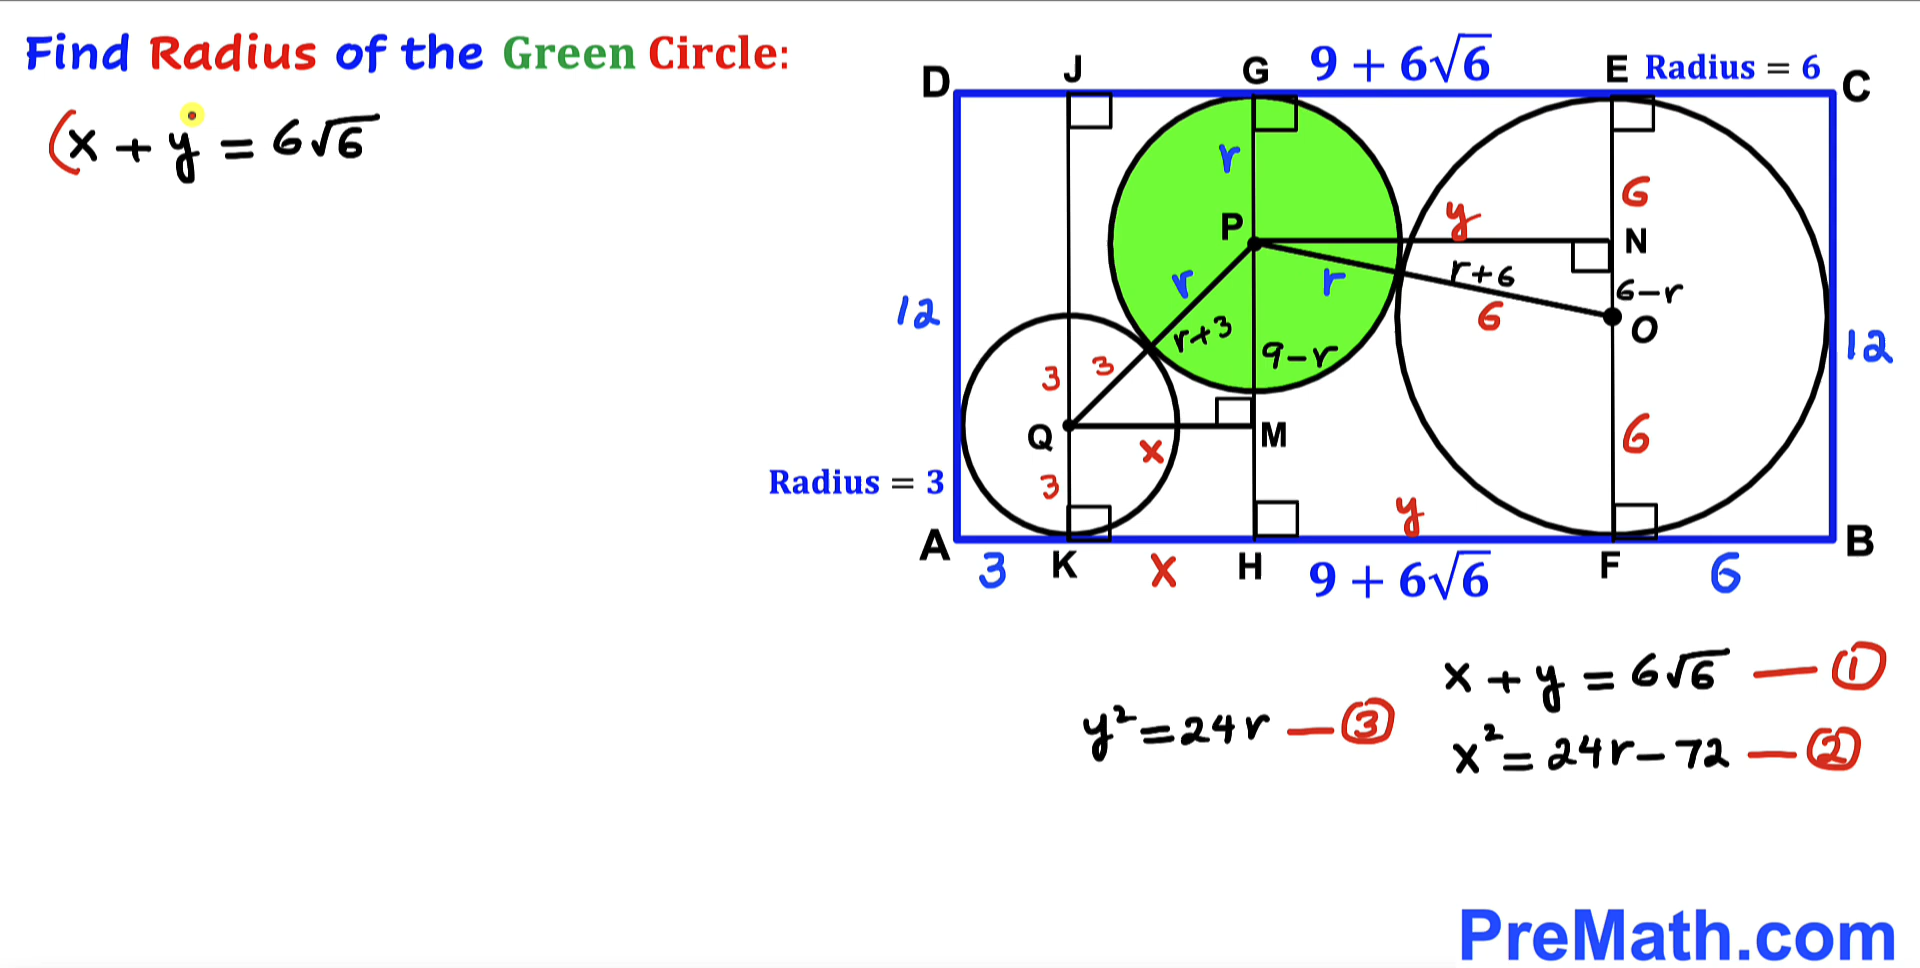 Find Radius of the Green Circle:
(x + y = 6√6
D J G 9 + 6√6 E Radius = 6 C
r
6
P y N
r r r+6 6−r
12 6 O
r+3
3 3 9−r 12
Q x M 6
Radius = 3 3
y
A 3 K x H 9 + 6√6 F 6 B
x + y = 6√6 — ①
y² = 24r — ③
x² = 24r − 72 — ②
PreMath.com